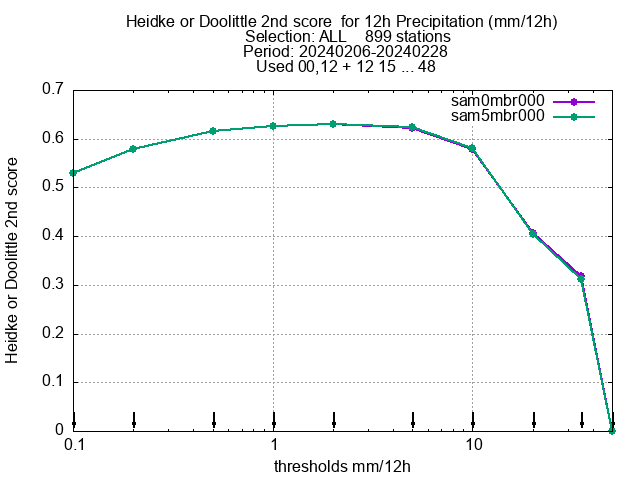 Heidke or Doolittle 2nd score  for 12h Precipitation (mm/12h)
Selection: ALL    899 stations
Period: 20240206-20240228
Used 00,12 + 12 15 ... 48
sam0mbr000
sam5mbr000
0.7
0.6
0.5
0.4
0.3
0.2
0.1
0
Heidke or Doolittle 2nd score
0.1
1
10
thresholds mm/12h